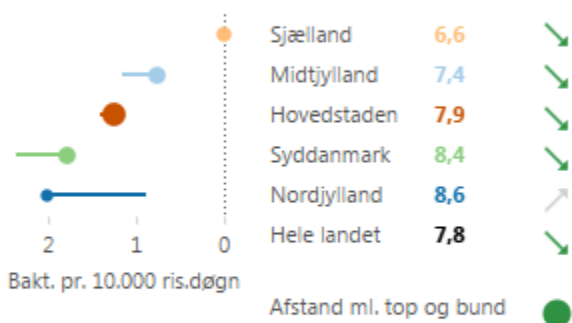 Sjælland 6,6
Midtjylland 7,4
Hovedstaden 7,9
Syddanmark 8,4
Nordjylland 8,6
Hele landet 7,8
2 1 0
Bakt. pr. 10.000 ris.døgn
Afstand ml. top og bund